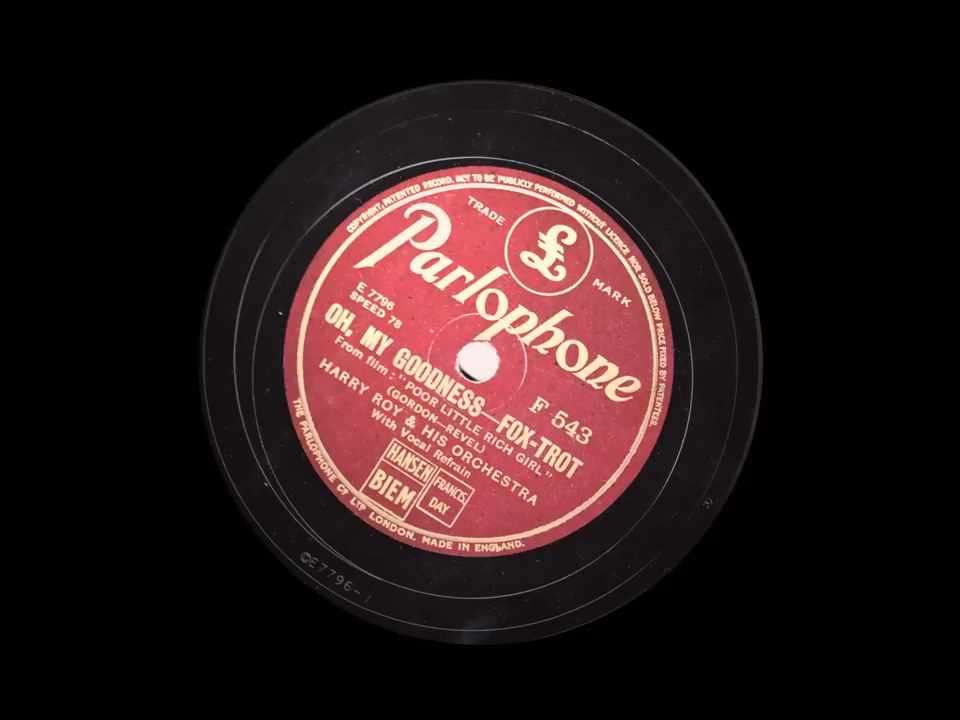 COPYRIGHT, PATENTED RECORD. NOT TO BE PUBLICLY PERFORMED WITHOUT LICENCE NOR SOLD BELOW PRICE FIXED BY PATENTEES
TRADE £ MARK
Parlophone
E 7796
SPEED 78
F 543
OH, MY GOODNESS—FOX-TROT
From film: "POOR LITTLE RICH GIRL"
(GORDON—REVEL)
HARRY ROY & HIS ORCHESTRA
With Vocal Refrain
HANSEN
BIEM
FRANCIS,
DAY
THE PARLOPHONE CO LTD LONDON. MADE IN ENGLAND.
E7796-1